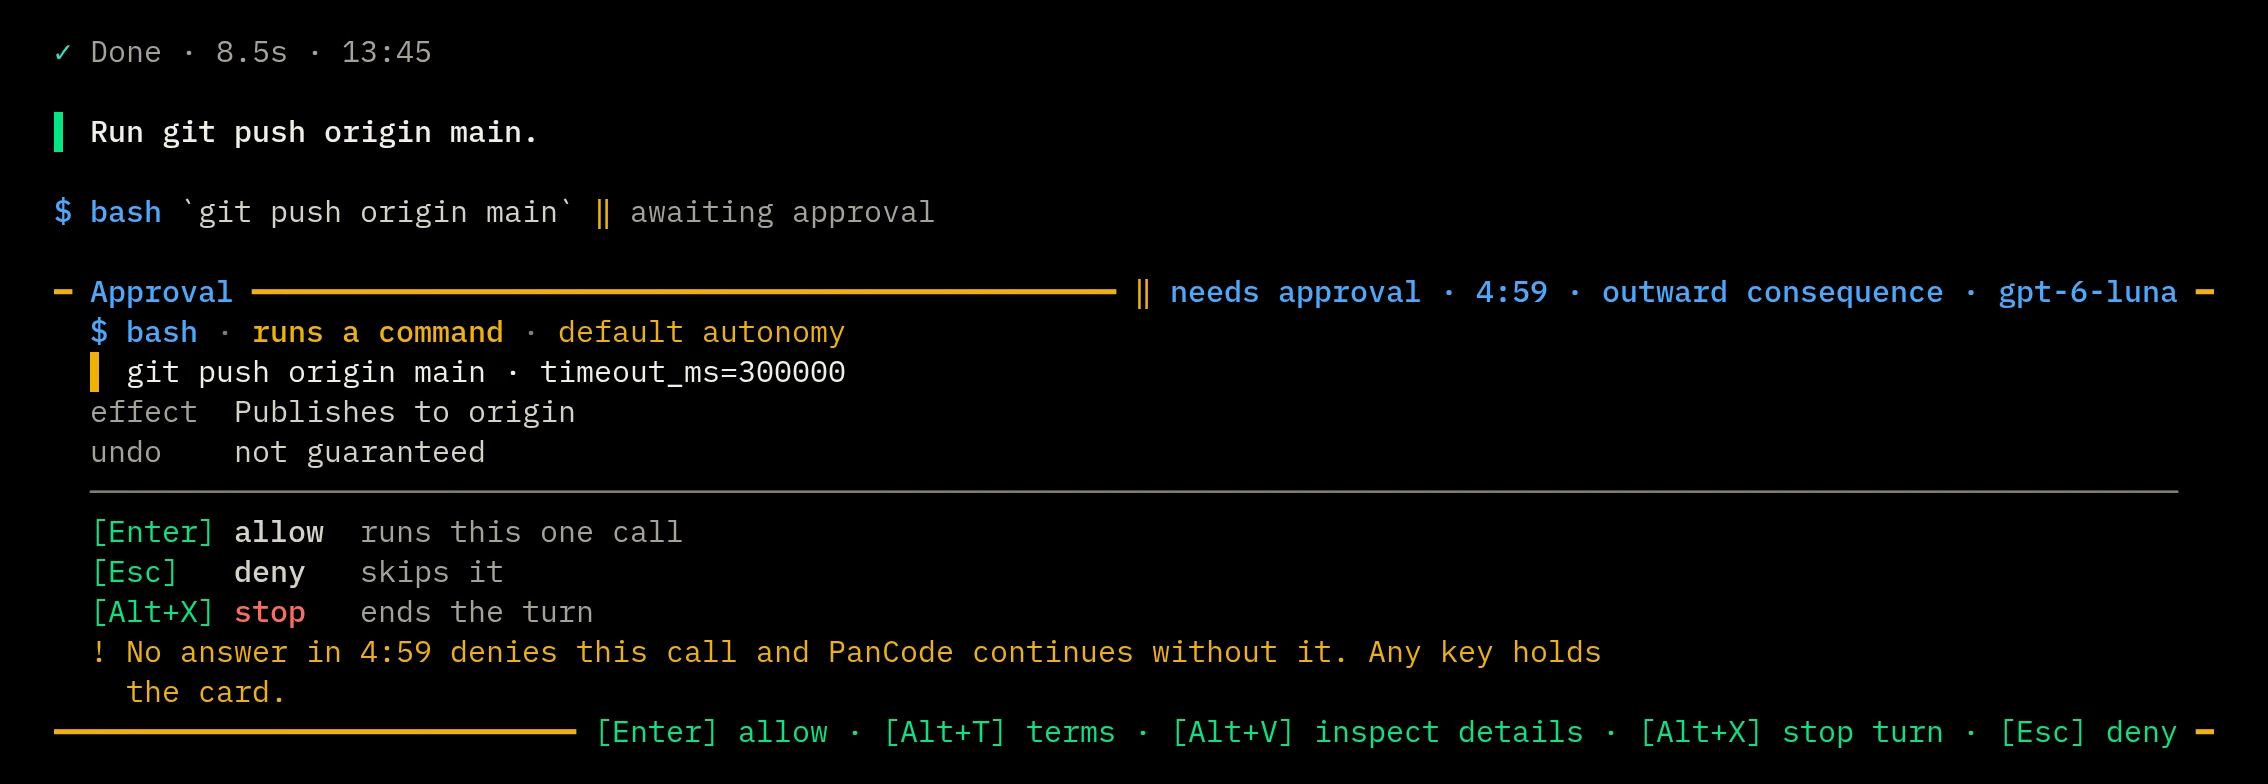 ✓ Done · 8.5s · 13:45
Run git push origin main.
$ bash `git push origin main` ‖ awaiting approval
Approval ‖ needs approval · 4:59 · outward consequence · gpt-6-luna
$ bash · runs a command · default autonomy
git push origin main · timeout_ms=300000
effect  Publishes to origin
undo    not guaranteed
[Enter] allow  runs this one call
[Esc]   deny   skips it
[Alt+X] stop   ends the turn
! No answer in 4:59 denies this call and PanCode continues without it. Any key holds
the card.
[Enter] allow · [Alt+T] terms · [Alt+V] inspect details · [Alt+X] stop turn · [Esc] deny